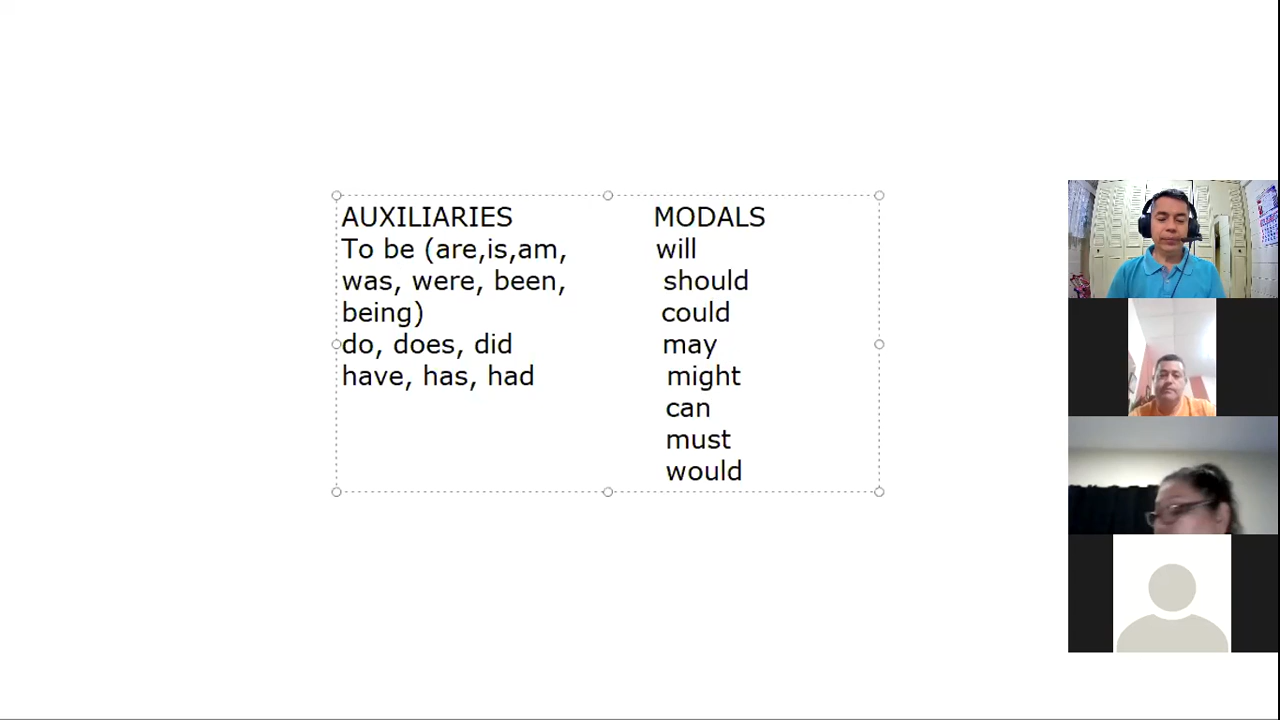 AUXILIARIES MODALS
To be (are,is,am, will
was, were, been, should
being) could
do, does, did may
have, has, had might
can
must
would